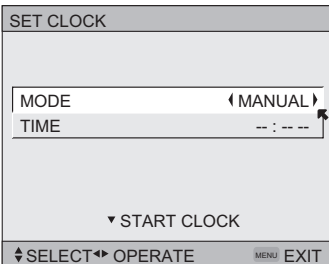 SET CLOCK
MODE MANUAL
TIME -- : -- --
START CLOCK
SELECT OPERATE MENU EXIT